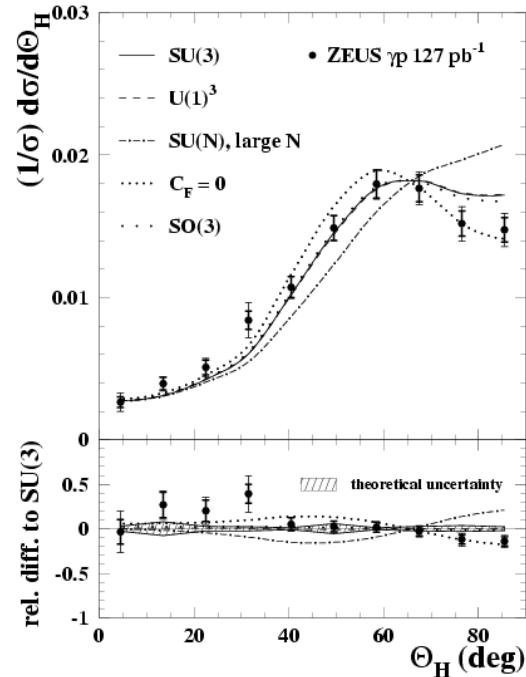 0.03
SU(3)
ZEUS γp 127 pb⁻¹
U(1)³
SU(N), large N
C_F = 0
SO(3)
(1/σ) dσ/dΘ_H
0.02
0.01
0
theoretical uncertainty
rel. diff. to SU(3)
0.5
0
-0.5
-1
0 20 40 60 80
Θ_H (deg)